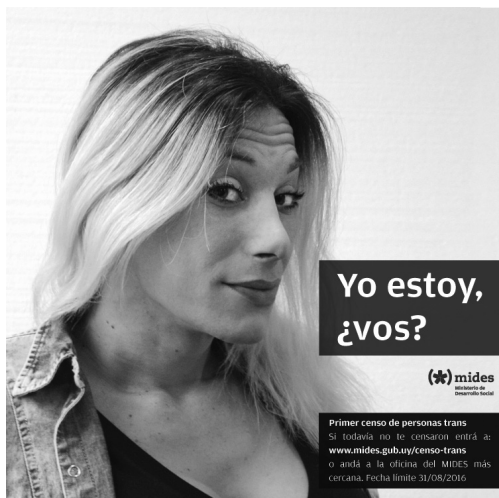 Yo estoy,
¿vos?
(*) mides
Ministerio de
Desarrollo Social
Primer censo de personas trans
Si todavía no te censaron entrá a:
www.mides.gub.uy/censo-trans
o andá a la oficina del MIDES más
cercana. Fecha límite 31/08/2016